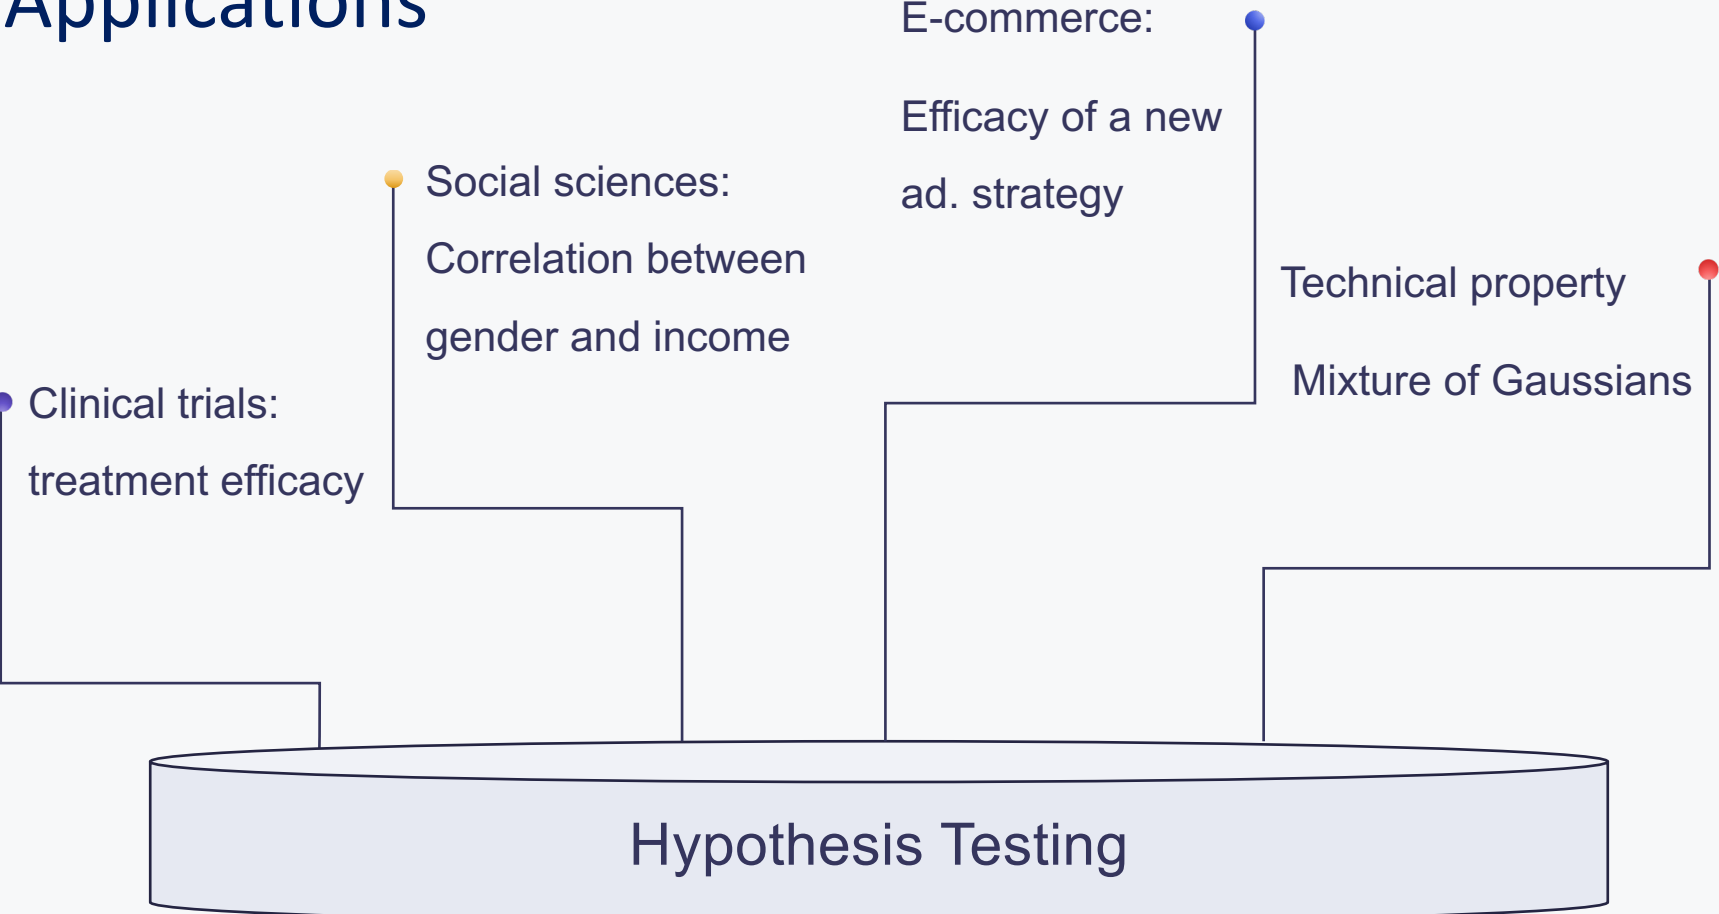 Applications
E-commerce:
Efficacy of a new
ad. strategy
Social sciences:
Correlation between
gender and income
Technical property
Mixture of Gaussians
Clinical trials:
treatment efficacy
Hypothesis Testing